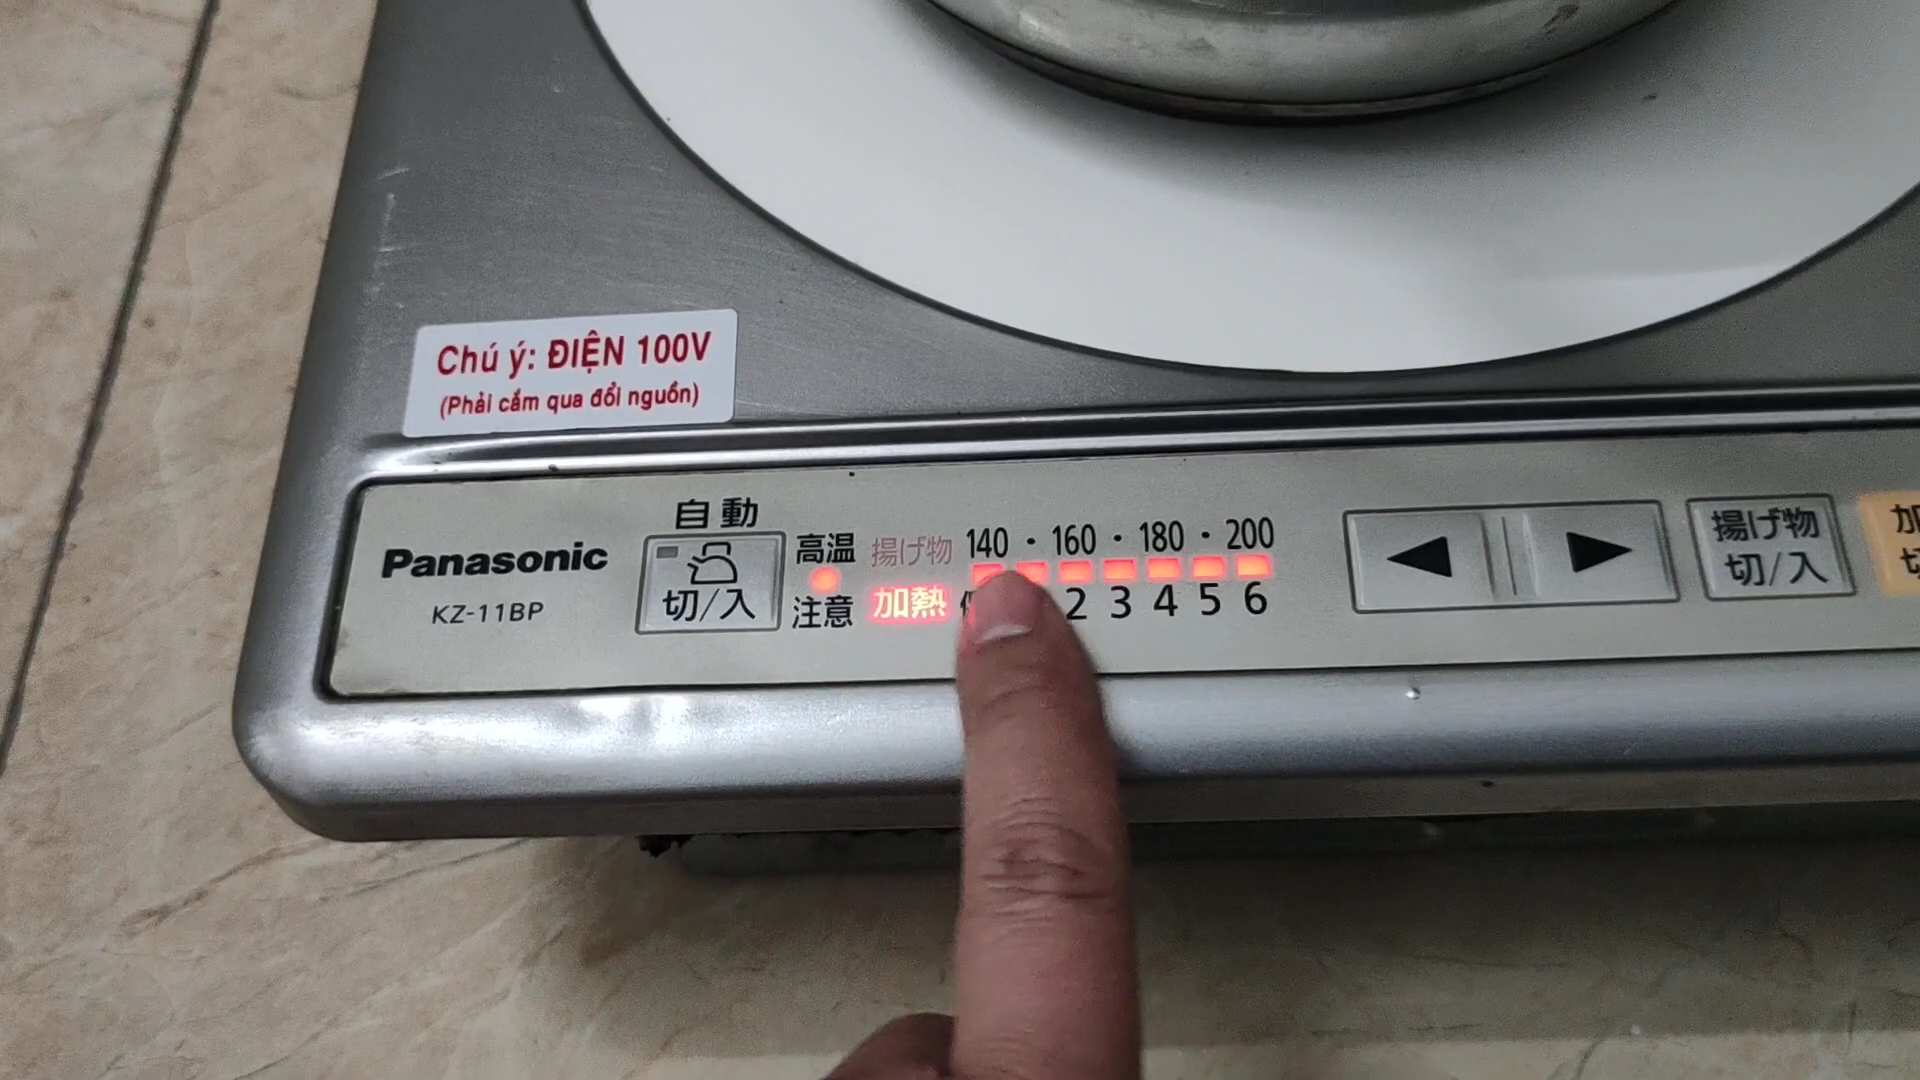 Chú ý: ĐIỆN 100V
(Phải cắm qua đổi nguồn)
Panasonic
KZ-11BP
自動
切/入
高温
注意
揚げ物
加熱
140・160・180・200
2 3 4 5 6
◀ ▶
揚げ物
切/入